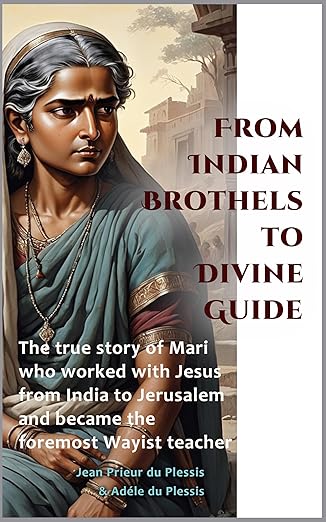 FROM
INDIAN
BROTHELS
TO
DIVINE
GUIDE
The true story of Mari
who worked with Jesus
from India to Jerusalem
and became the
foremost Wayist teacher
Jean Prieur du Plessis
& Adéle du Plessis